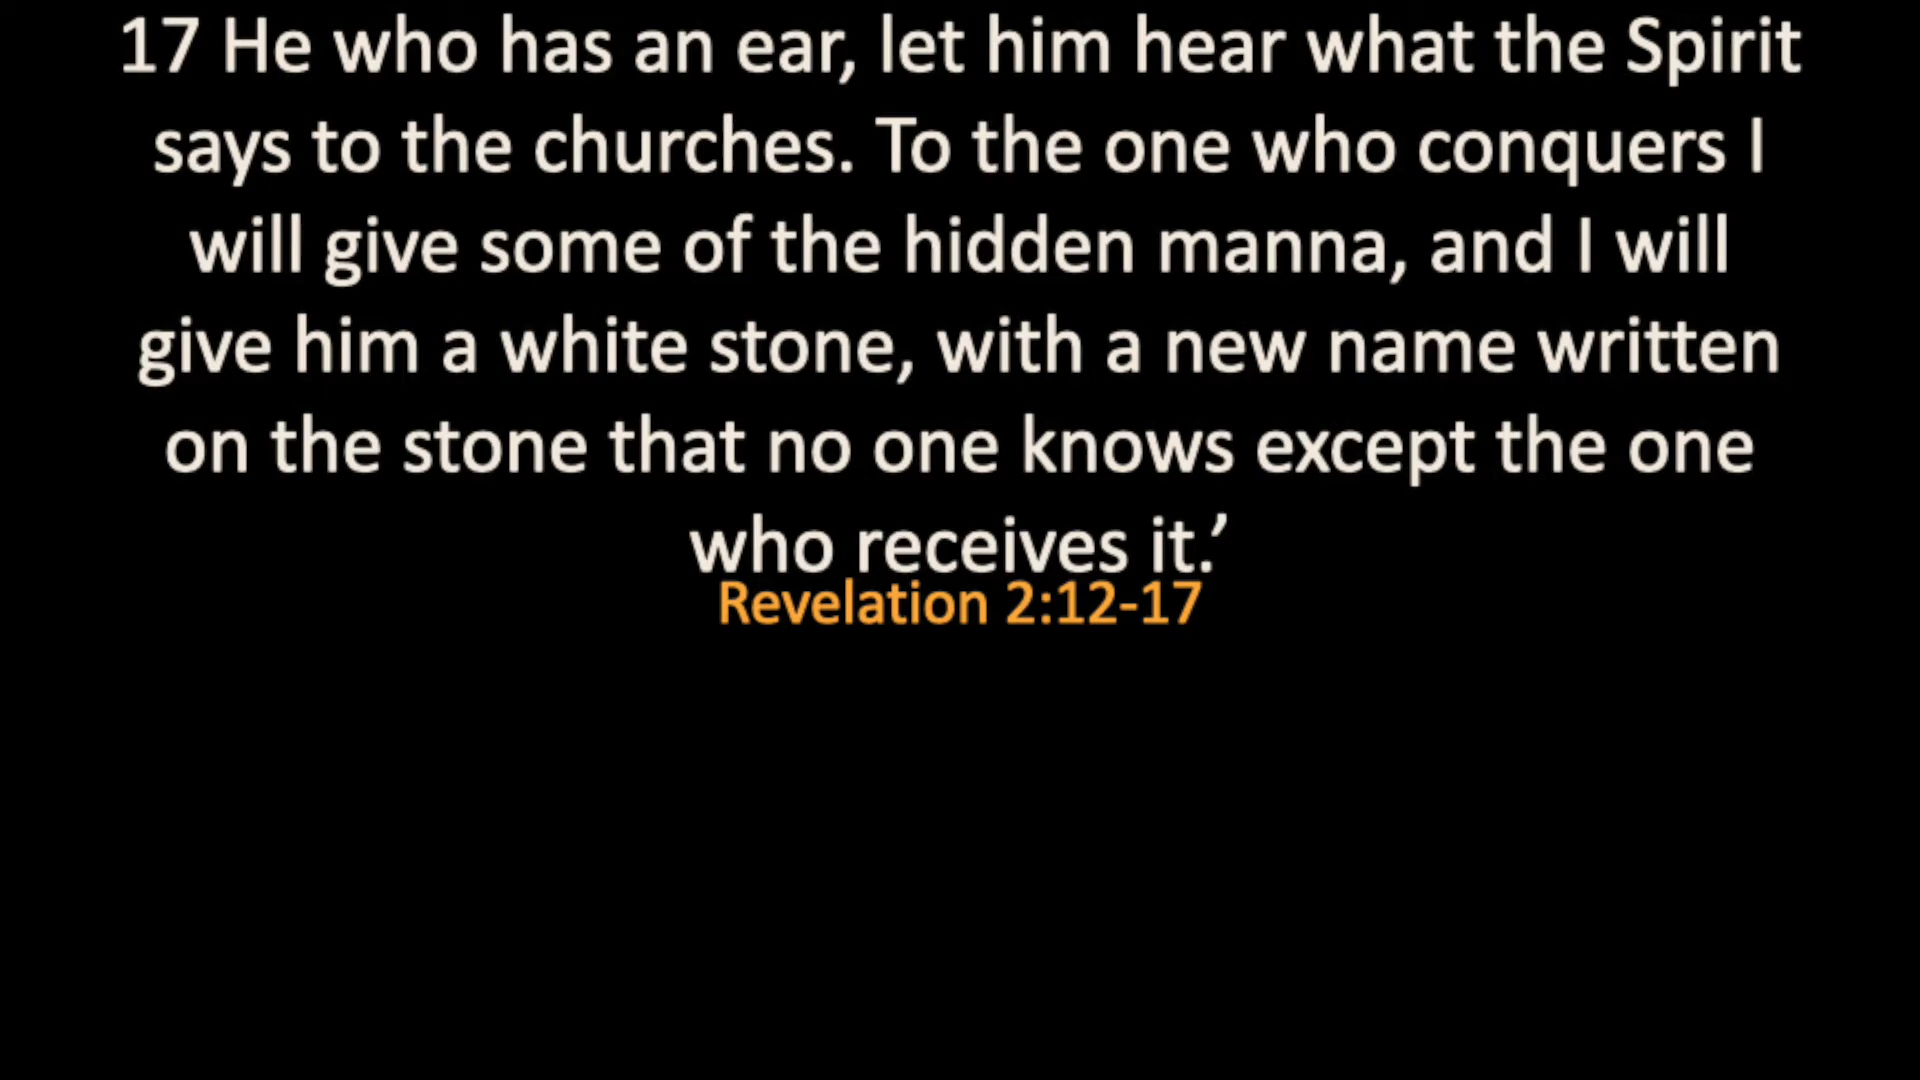 17 He who has an ear, let him hear what the Spirit
says to the churches. To the one who conquers I
will give some of the hidden manna, and I will
give him a white stone, with a new name written
on the stone that no one knows except the one
who receives it.’
Revelation 2:12-17